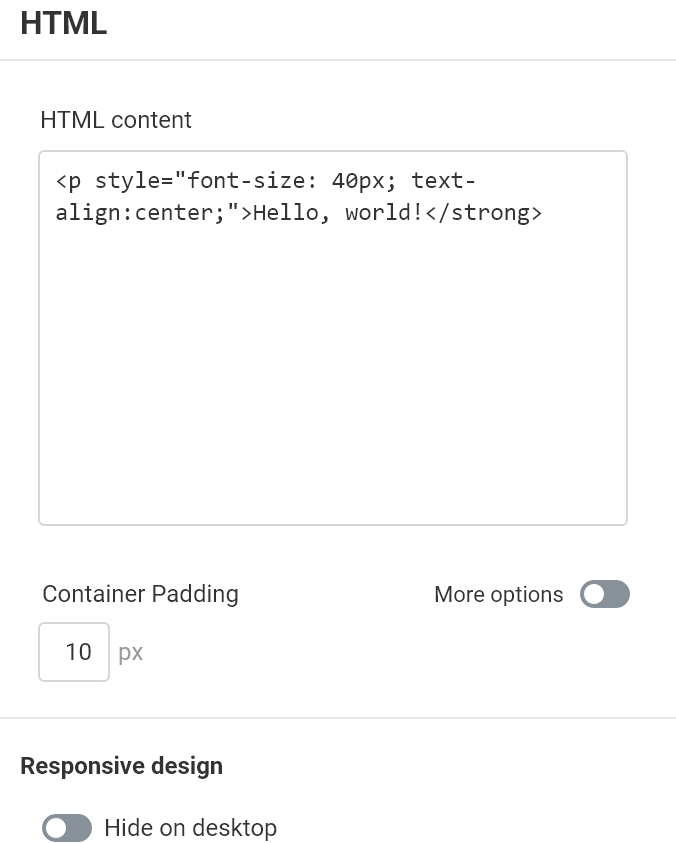 HTML
HTML content
<p style="font-size: 40px; text-
align:center;">Hello, world!</strong>
Container Padding
More options
10 px
Responsive design
Hide on desktop